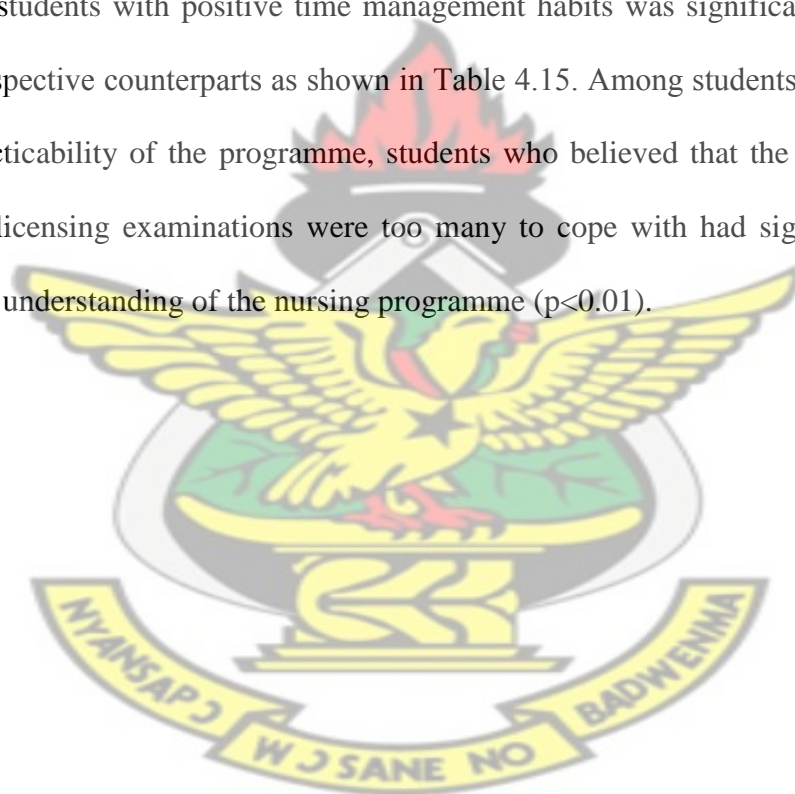 students with positive time management habits was significa
spective counterparts as shown in Table 4.15. Among students
cticability of the programme, students who believed that the
licensing examinations were too many to cope with had sig
understanding of the nursing programme (p<0.01).
NYANSAPƆ
WƆ SANE NO
BADWENMA